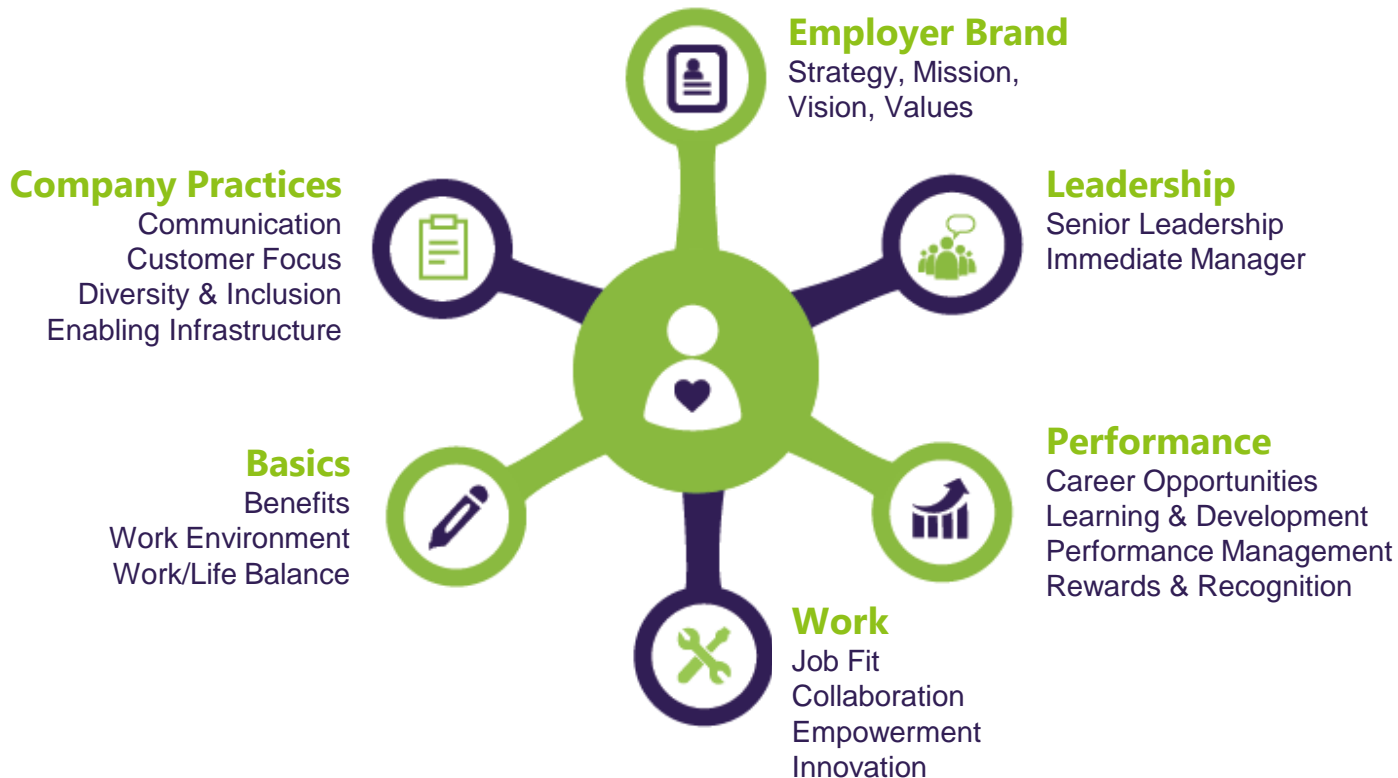 Employer Brand
Strategy, Mission,
Vision, Values
Company Practices
Communication
Customer Focus
Diversity & Inclusion
Enabling Infrastructure
Leadership
Senior Leadership
Immediate Manager
Basics
Benefits
Work Environment
Work/Life Balance
Performance
Career Opportunities
Learning & Development
Performance Management
Rewards & Recognition
Work
Job Fit
Collaboration
Empowerment
Innovation